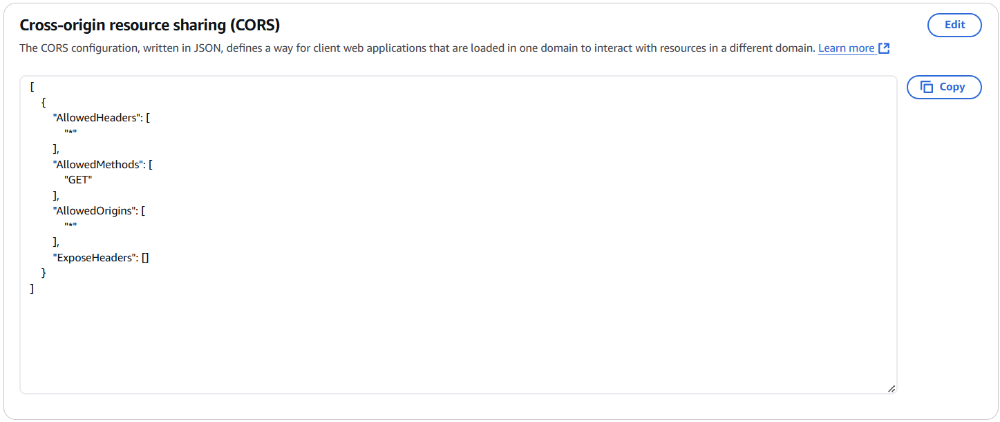 Cross-origin resource sharing (CORS)
Edit
The CORS configuration, written in JSON, defines a way for client web applications that are loaded in one domain to interact with resources in a different domain. Learn more
Copy
[
    {
        "AllowedHeaders": [
            "*"
        ],
        "AllowedMethods": [
            "GET"
        ],
        "AllowedOrigins": [
            "*"
        ],
        "ExposeHeaders": []
    }
]